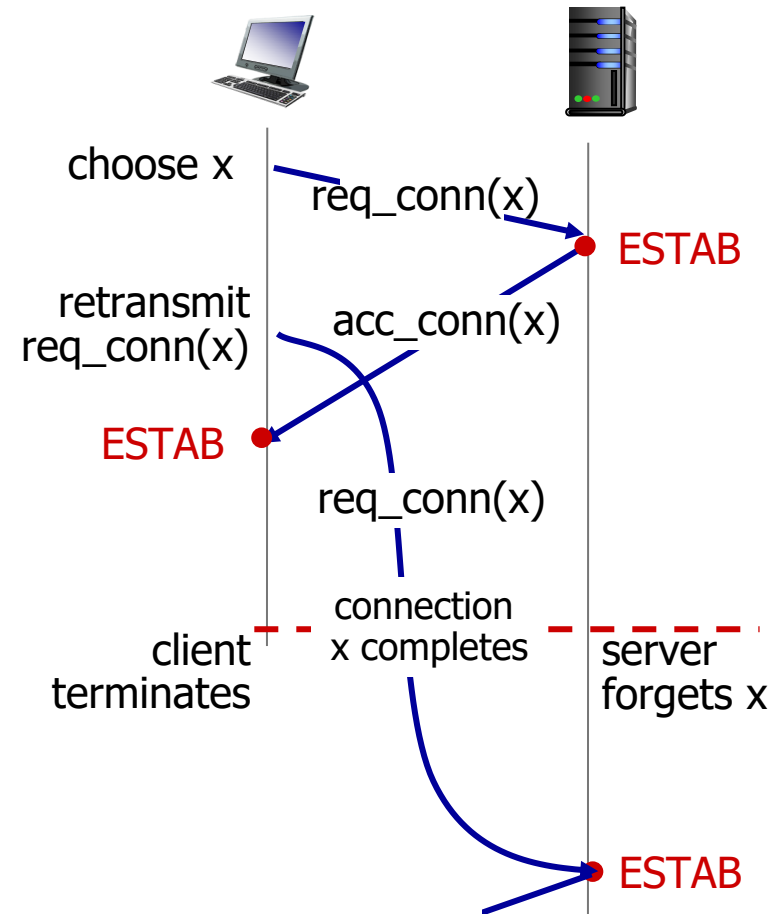 choose x
req_conn(x)
ESTAB
retransmit
req_conn(x)
acc_conn(x)
ESTAB
req_conn(x)
connection
x completes
client
terminates
server
forgets x
ESTAB